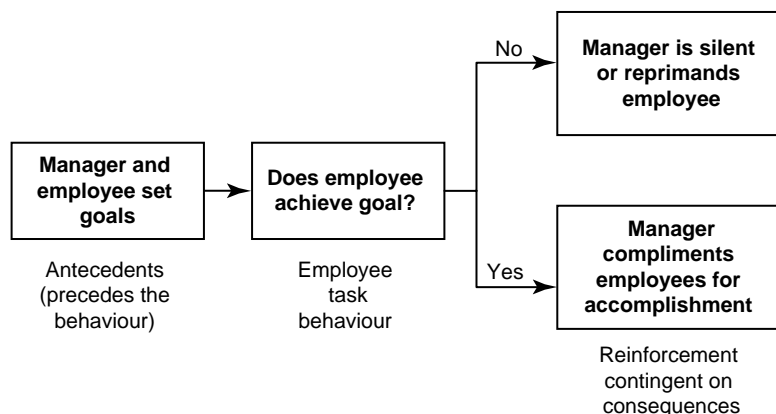 Manager and
employee set
goals
Antecedents
(precedes the
behaviour)
Does employee
achieve goal?
Employee
task
behaviour
No
Manager is silent
or reprimands
employee
Yes
Manager
compliments
employees for
accomplishment
Reinforcement
contingent on
consequences